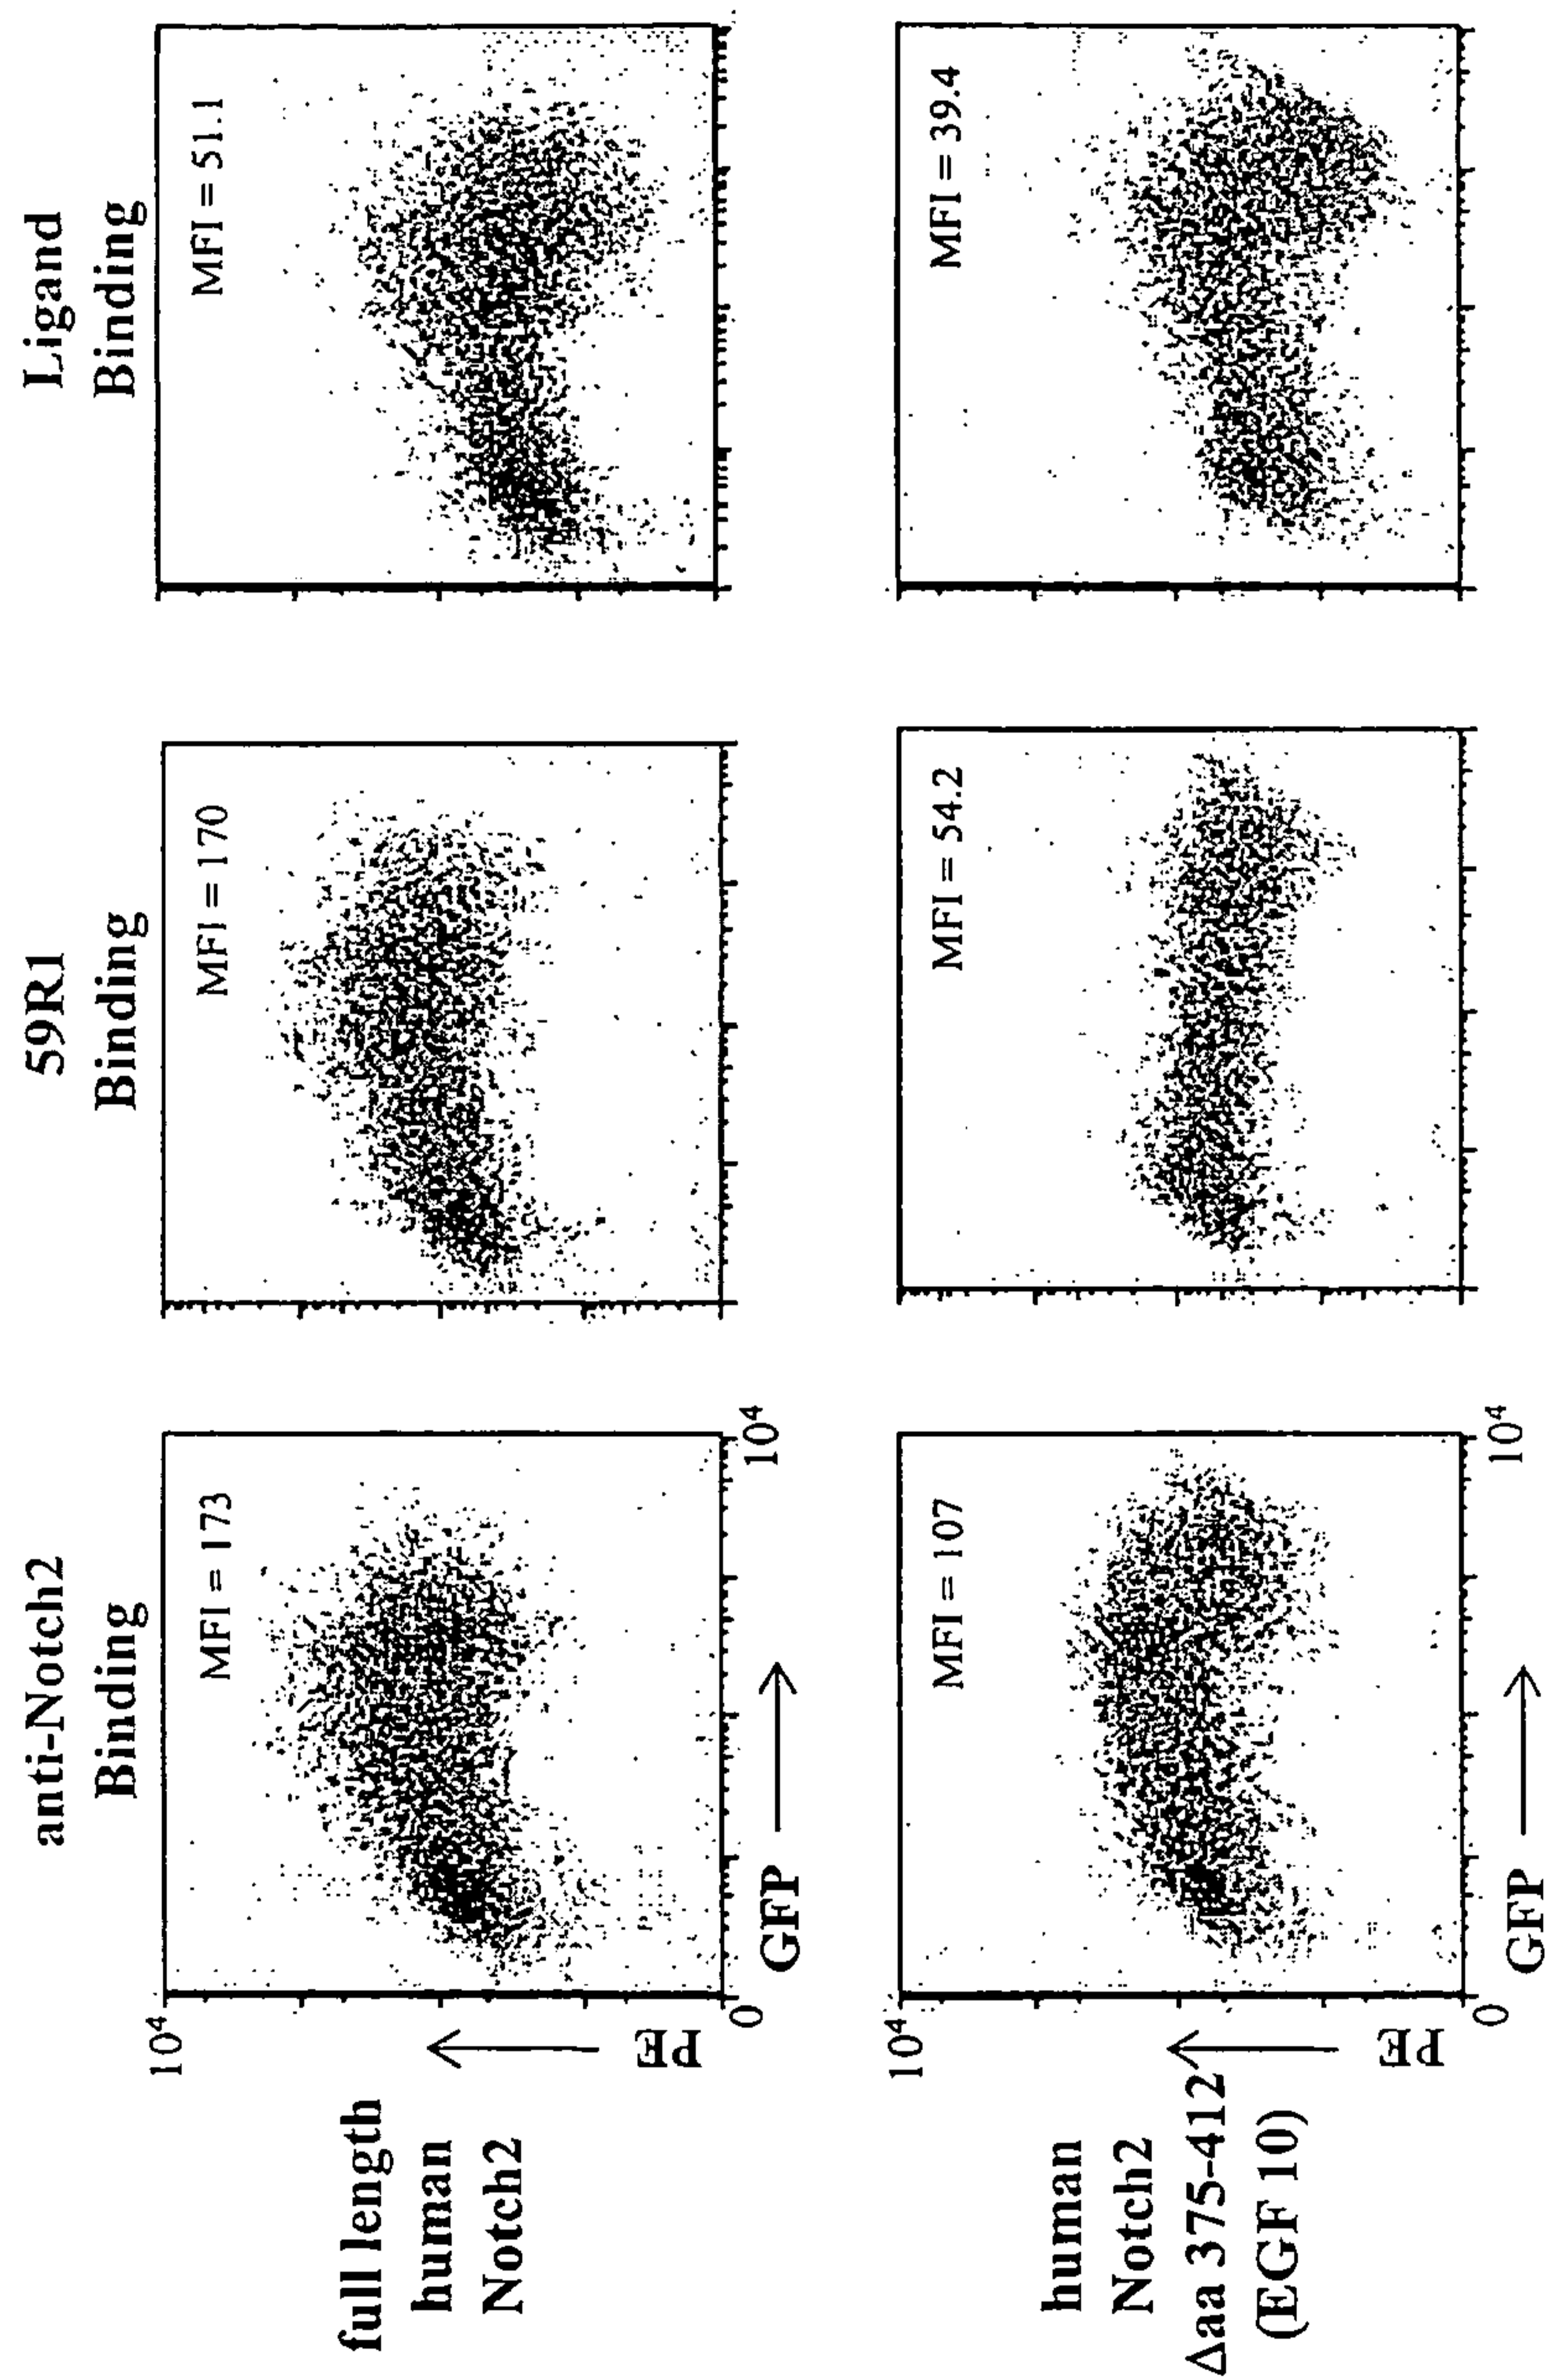 anti-Notch2
Binding
59R1
Binding
Ligand
Binding
full length
human
Notch2
10⁴
PE
0
GFP
10⁴
MFI = 173
MFI = 170
MFI = 51.1
human
Notch2
Δaa 375-412
(EGF 10)
10⁴
PE
0
GFP
10⁴
MFI = 107
MFI = 54.2
MFI = 39.4